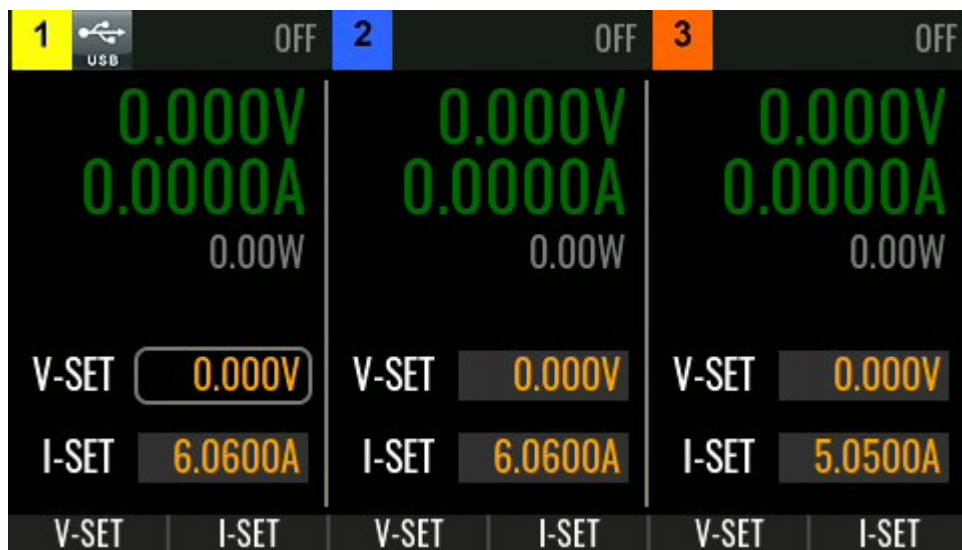 1 USB OFF 2 OFF 3 OFF
0.000V 0.000V 0.000V
0.0000A 0.0000A 0.0000A
0.00W 0.00W 0.00W
V-SET 0.000V V-SET 0.000V V-SET 0.000V
I-SET 6.0600A I-SET 6.0600A I-SET 5.0500A
V-SET I-SET V-SET I-SET V-SET I-SET